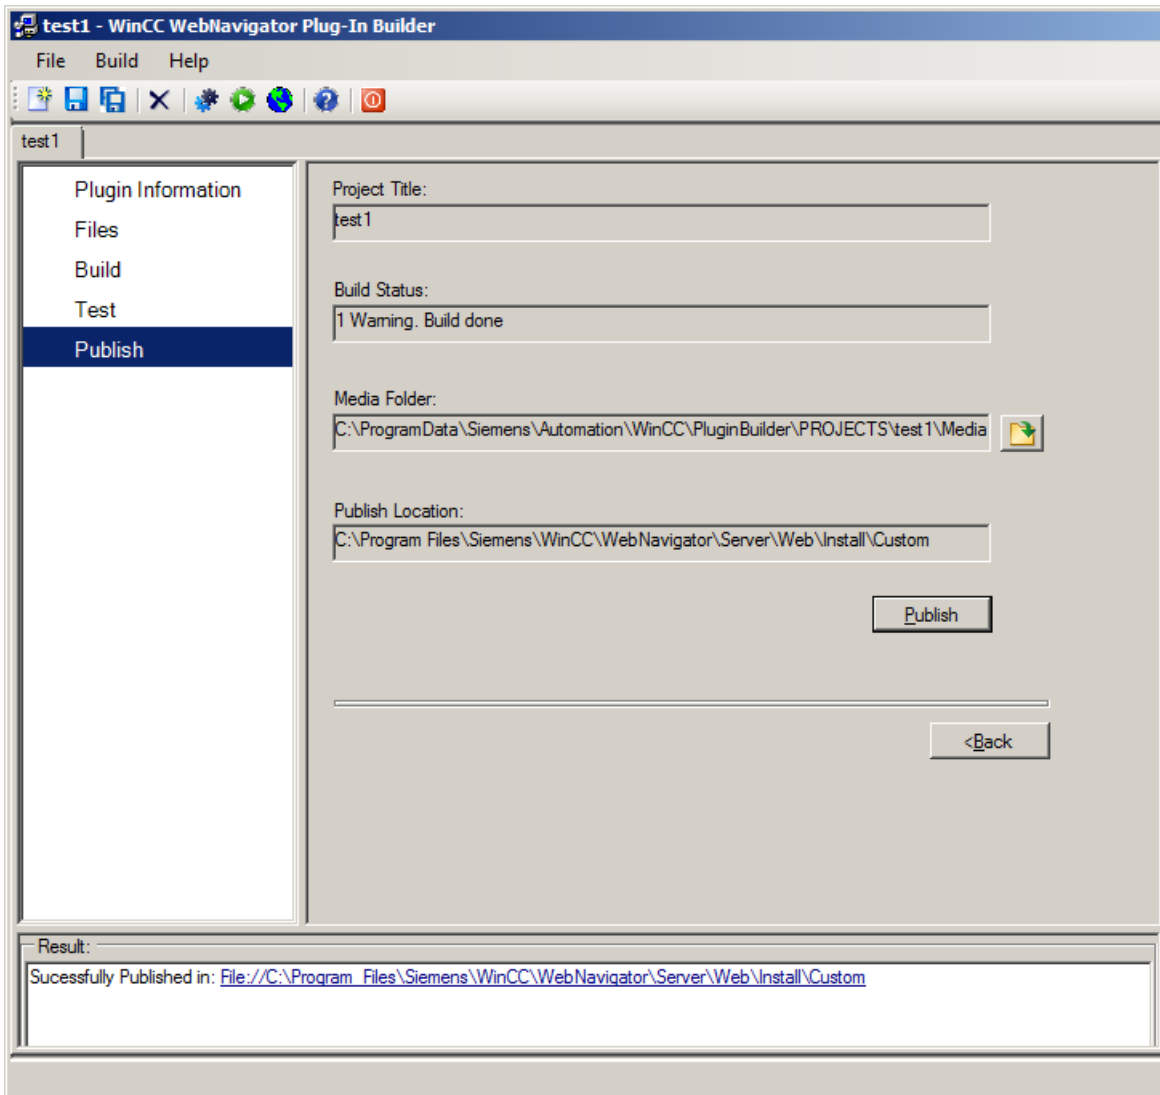 test1 - WinCC WebNavigator Plug-In Builder
File Build Help
test1
Plugin Information
Files
Build
Test
Publish
Project Title:
test1
Build Status:
1 Warning. Build done
Media Folder:
C:\ProgramData\Siemens\Automation\WinCC\PluginBuilder\PROJECTS\test1\Media
Publish Location:
C:\Program Files\Siemens\WinCC\WebNavigator\Server\Web\Install\Custom
Publish
<Back
Result:
Sucessfully Published in: File://C:\Program_Files\Siemens\WinCC\WebNavigator\Server\Web\Install\Custom